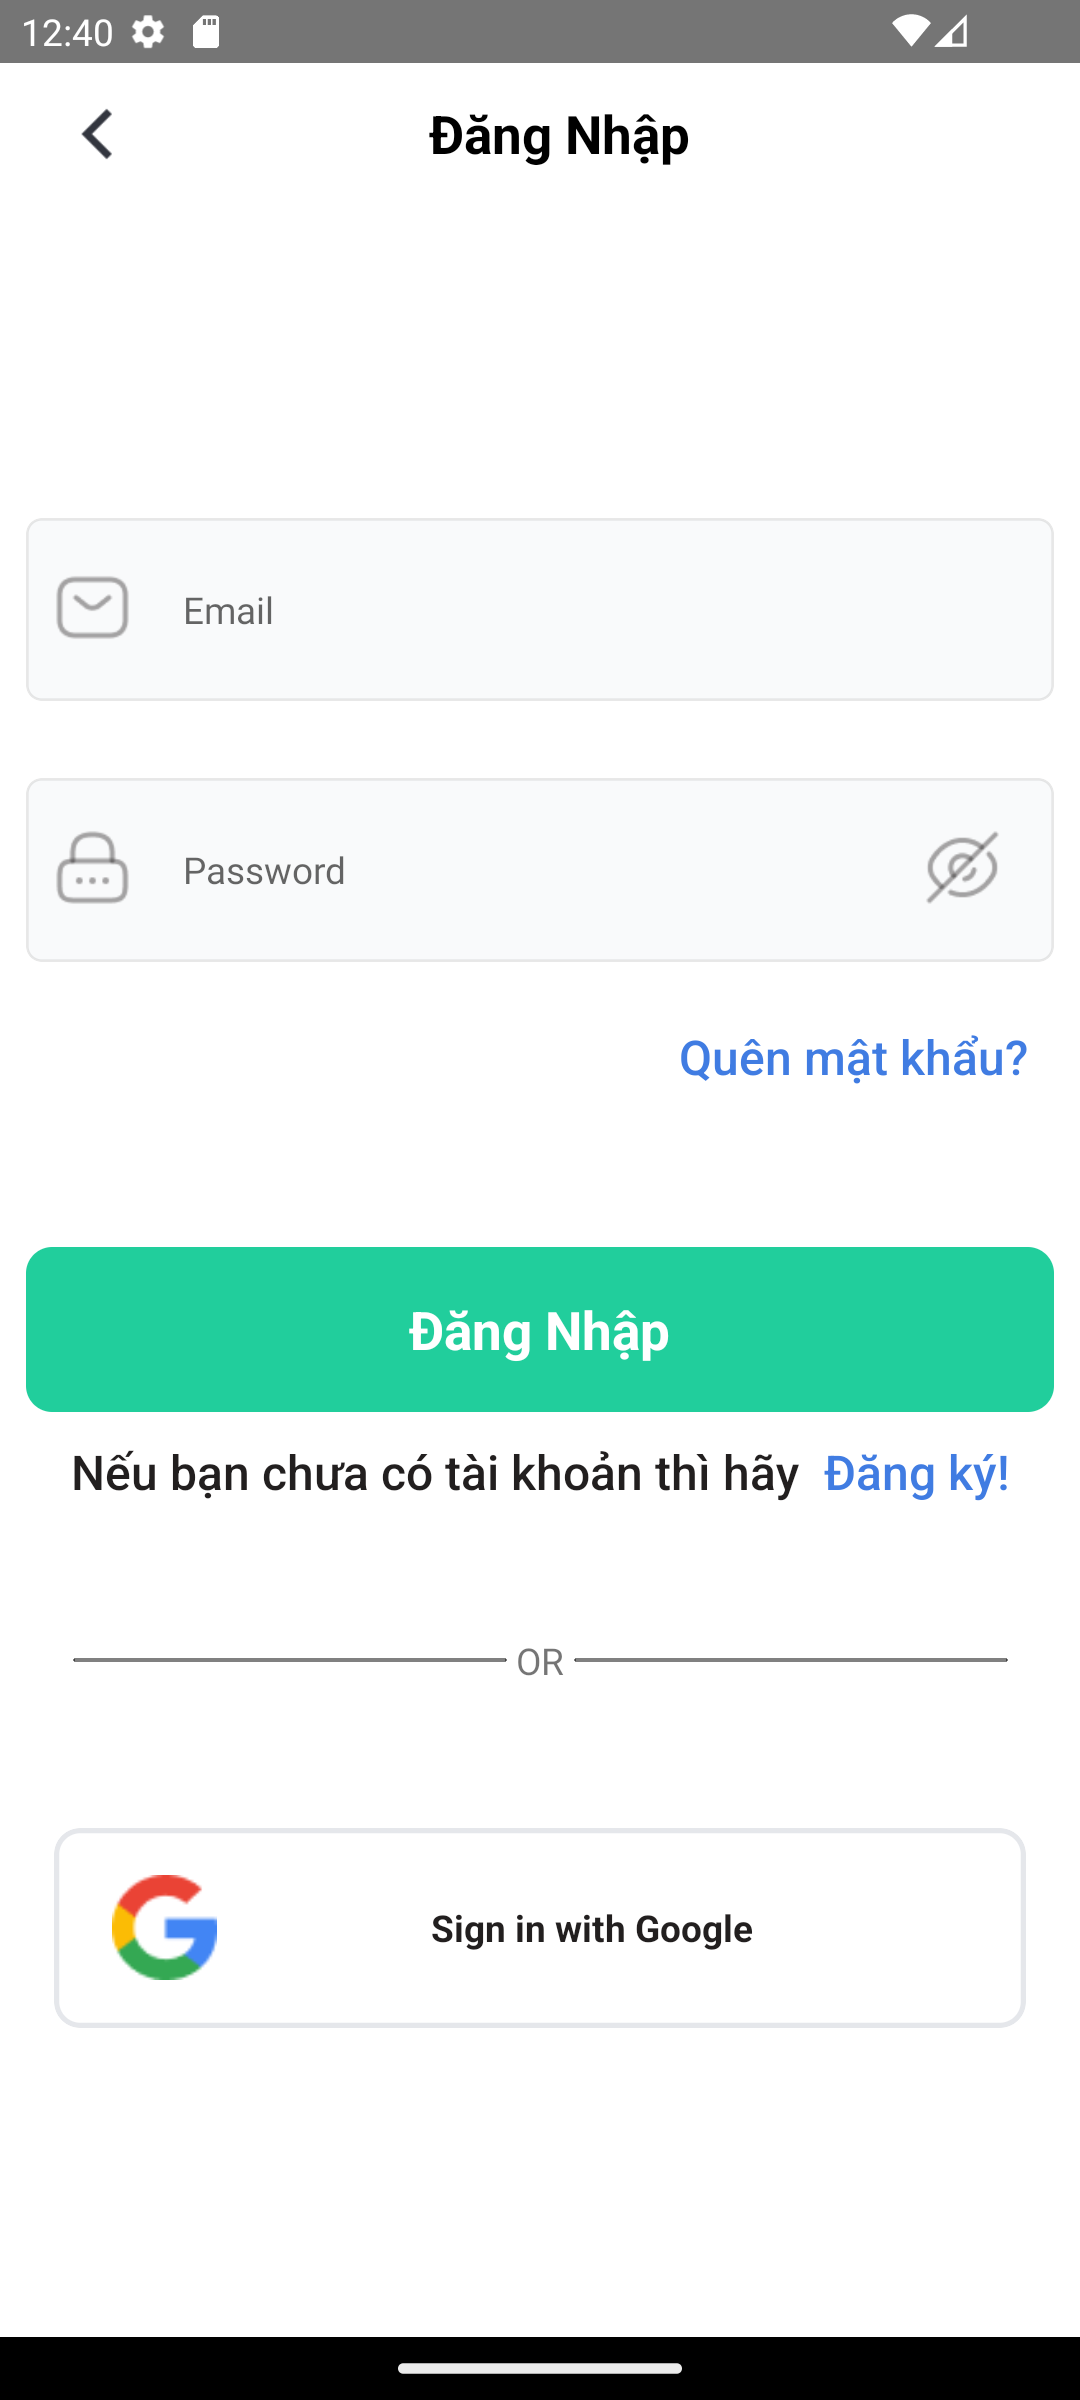 12:40
Đăng Nhập
Email
Password
Quên mật khẩu?
Đăng Nhập
Nếu bạn chưa có tài khoản thì hãy Đăng ký!
OR
Sign in with Google